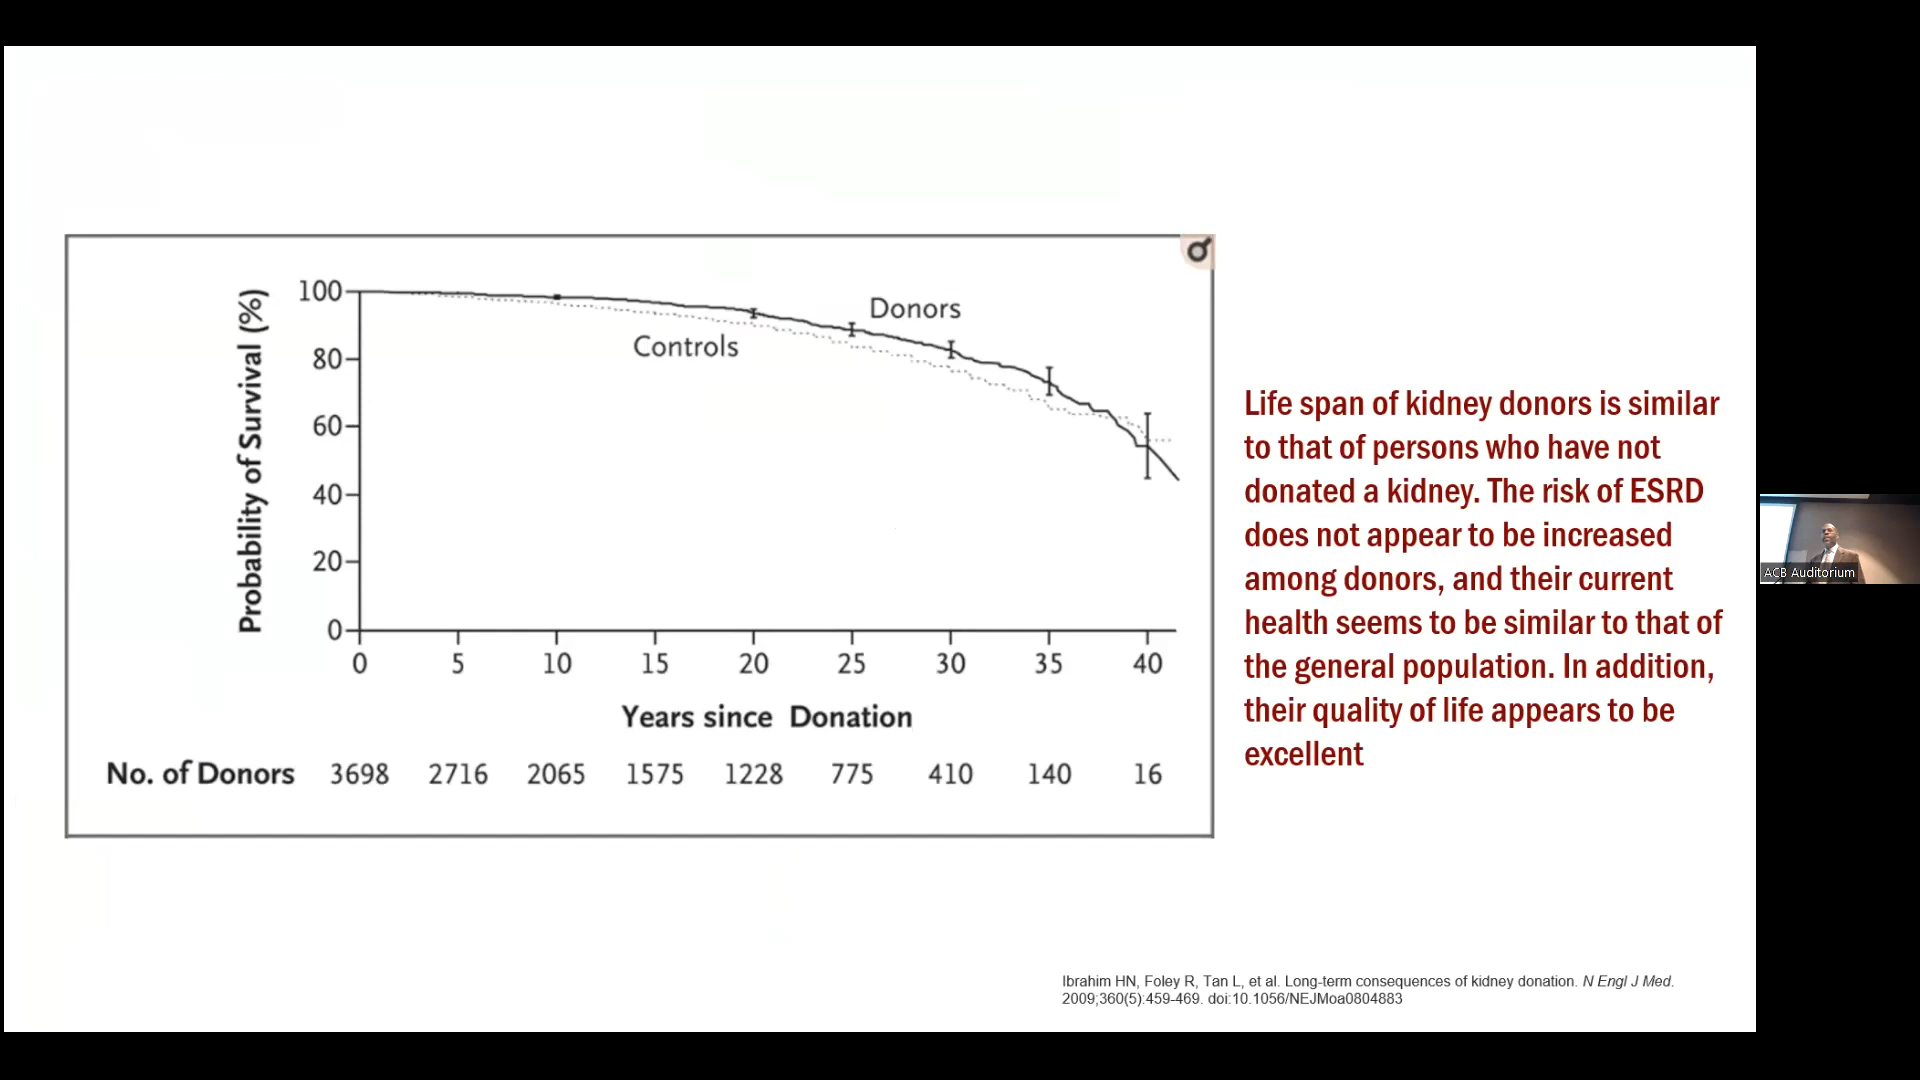 Probability of Survival (%)
100
80
60
40
20
0
Donors
Controls
0 5 10 15 20 25 30 35 40
Years since Donation
No. of Donors 3698 2716 2065 1575 1228 775 410 140 16
Life span of kidney donors is similar
to that of persons who have not
donated a kidney. The risk of ESRD
does not appear to be increased
among donors, and their current
health seems to be similar to that of
the general population. In addition,
their quality of life appears to be
excellent
Ibrahim HN, Foley R, Tan L, et al. Long-term consequences of kidney donation. N Engl J Med.
2009;360(5):459-469. doi:10.1056/NEJMoa0804883
ACB Auditorium